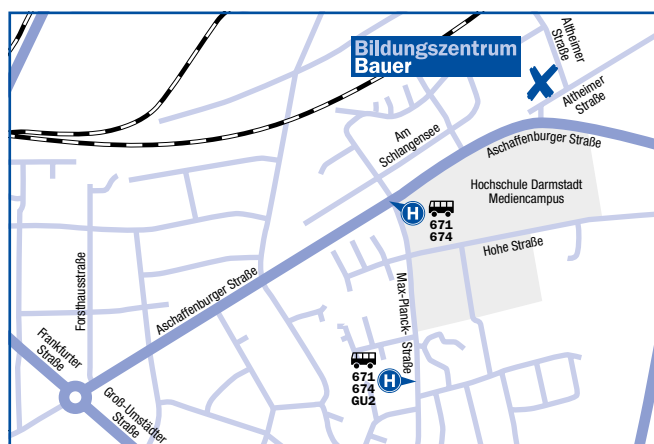 Bildungszentrum
Bauer
Altheimer
Straße
Altheimer
Straße
Am
Schlangensee
Aschaffenburger Straße
Hochschule Darmstadt
Mediencampus
H
671
674
Hohe Straße
Forsthausstraße
Aschaffenburger Straße
Max-Planck-
Straße
Frankfurter
Straße
671
674
GU2
H
Groß-Umstädter
Straße